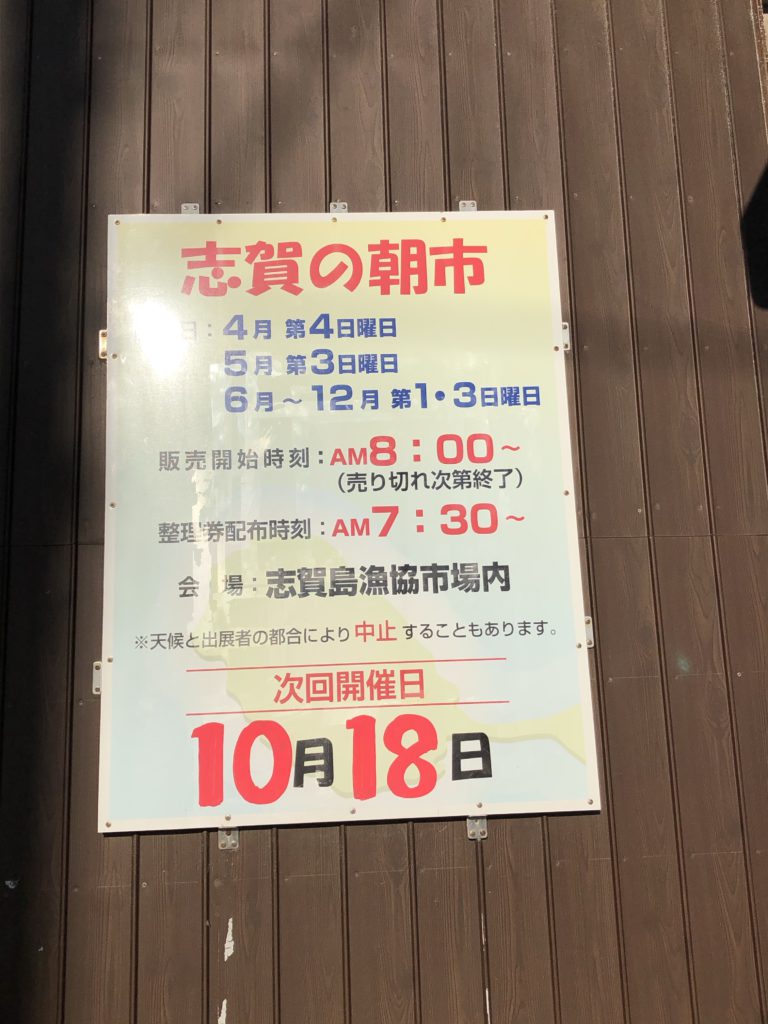 志賀の朝市
日：4月 第4日曜日
5月 第3日曜日
6月～12月 第1・3日曜日
販売開始時刻：AM8：00～
（売り切れ次第終了）
整理券配布時刻：AM7：30～
会 場：志賀島漁協市場内
※天候と出展者の都合により中止することもあります。
次回開催日
10月18日